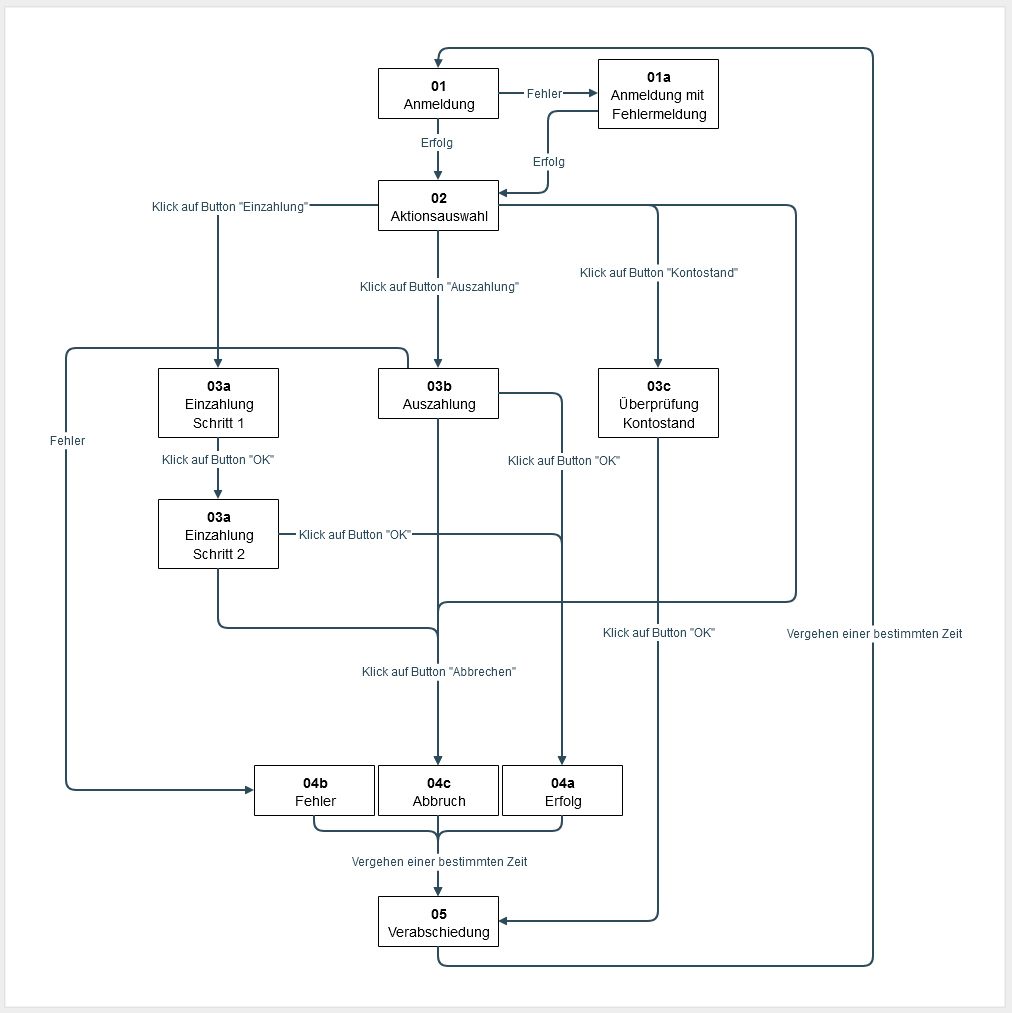 01
Anmeldung
Fehler
01a
Anmeldung mit
Fehlermeldung
Erfolg
Erfolg
02
Aktionsauswahl
Klick auf Button "Einzahlung"
Klick auf Button "Auszahlung"
Klick auf Button "Kontostand"
03a
Einzahlung
Schritt 1
03b
Auszahlung
03c
Überprüfung
Kontostand
Fehler
Klick auf Button "OK"
Klick auf Button "OK"
03a
Einzahlung
Schritt 2
Klick auf Button "OK"
Klick auf Button "OK"
Vergehen einer bestimmten Zeit
Klick auf Button "Abbrechen"
04b
Fehler
04c
Abbruch
04a
Erfolg
Vergehen einer bestimmten Zeit
05
Verabschiedung